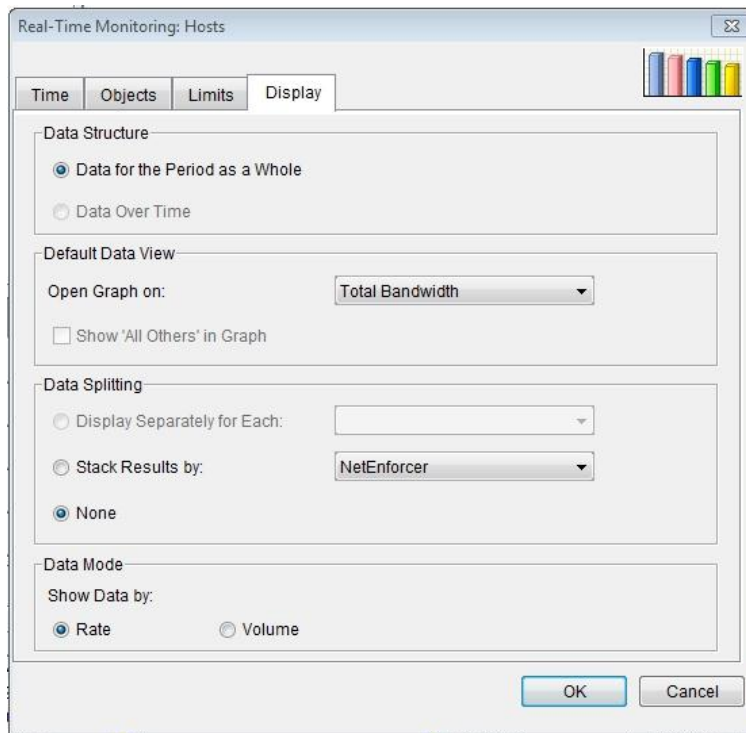 Real-Time Monitoring: Hosts
Time Objects Limits Display
Data Structure
Data for the Period as a Whole
Data Over Time
Default Data View
Open Graph on: Total Bandwidth
Show 'All Others' in Graph
Data Splitting
Display Separately for Each:
Stack Results by: NetEnforcer
None
Data Mode
Show Data by:
Rate Volume
OK Cancel